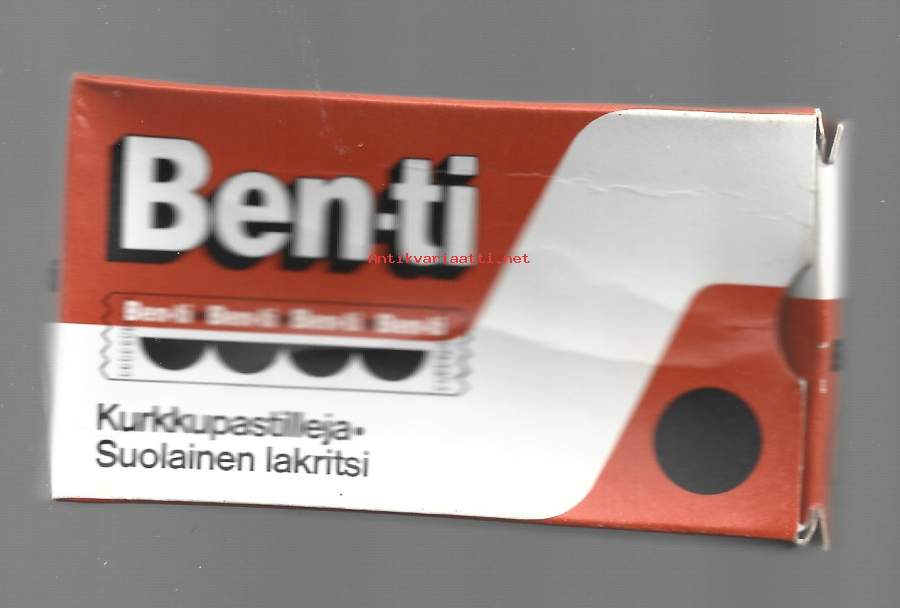 Ben-ti
Antikvariaatti.net
Ben-ti Ben-ti Ben-ti Ben-ti
Kurkkupastilleja•
Suolainen lakritsi